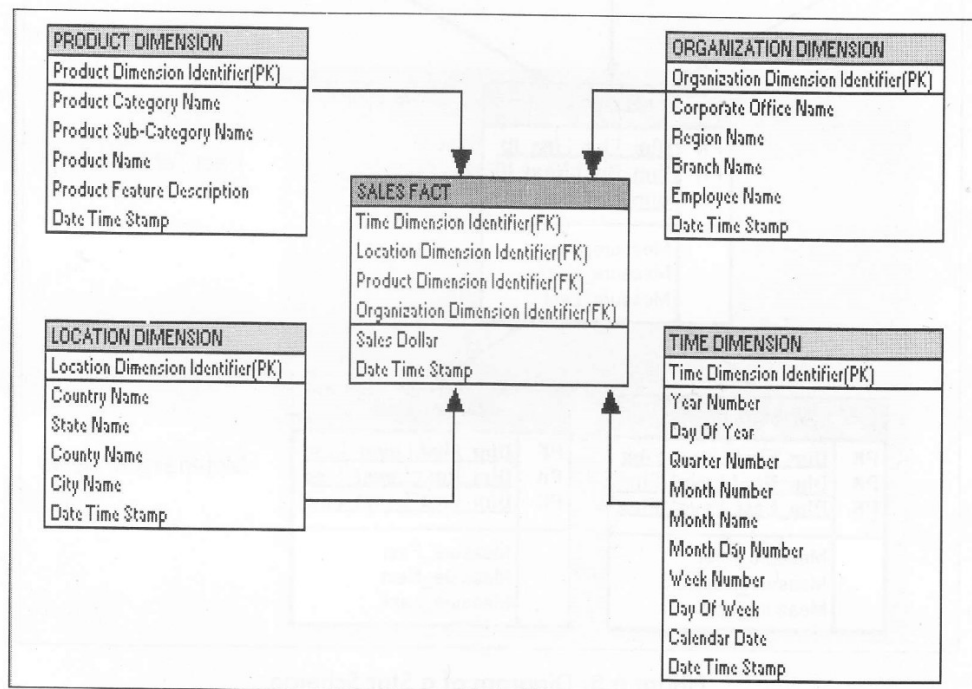 PRODUCT DIMENSION
Product Dimension Identifier(PK)
Product Category Name
Product Sub-Category Name
Product Name
Product Feature Description
Date Time Stamp
ORGANIZATION DIMENSION
Organization Dimension Identifier(PK)
Corporate Office Name
Region Name
Branch Name
Employee Name
Date Time Stamp
SALES FACT
Time Dimension Identifier(FK)
Location Dimension Identifier(FK)
Product Dimension Identifier(FK)
Organization Dimension Identifier(FK)
Sales Dollar
Date Time Stamp
LOCATION DIMENSION
Location Dimension Identifier(PK)
Country Name
State Name
County Name
City Name
Date Time Stamp
TIME DIMENSION
Time Dimension Identifier(PK)
Year Number
Day Of Year
Quarter Number
Month Number
Month Name
Month Day Number
Week Number
Day Of Week
Calendar Date
Date Time Stamp